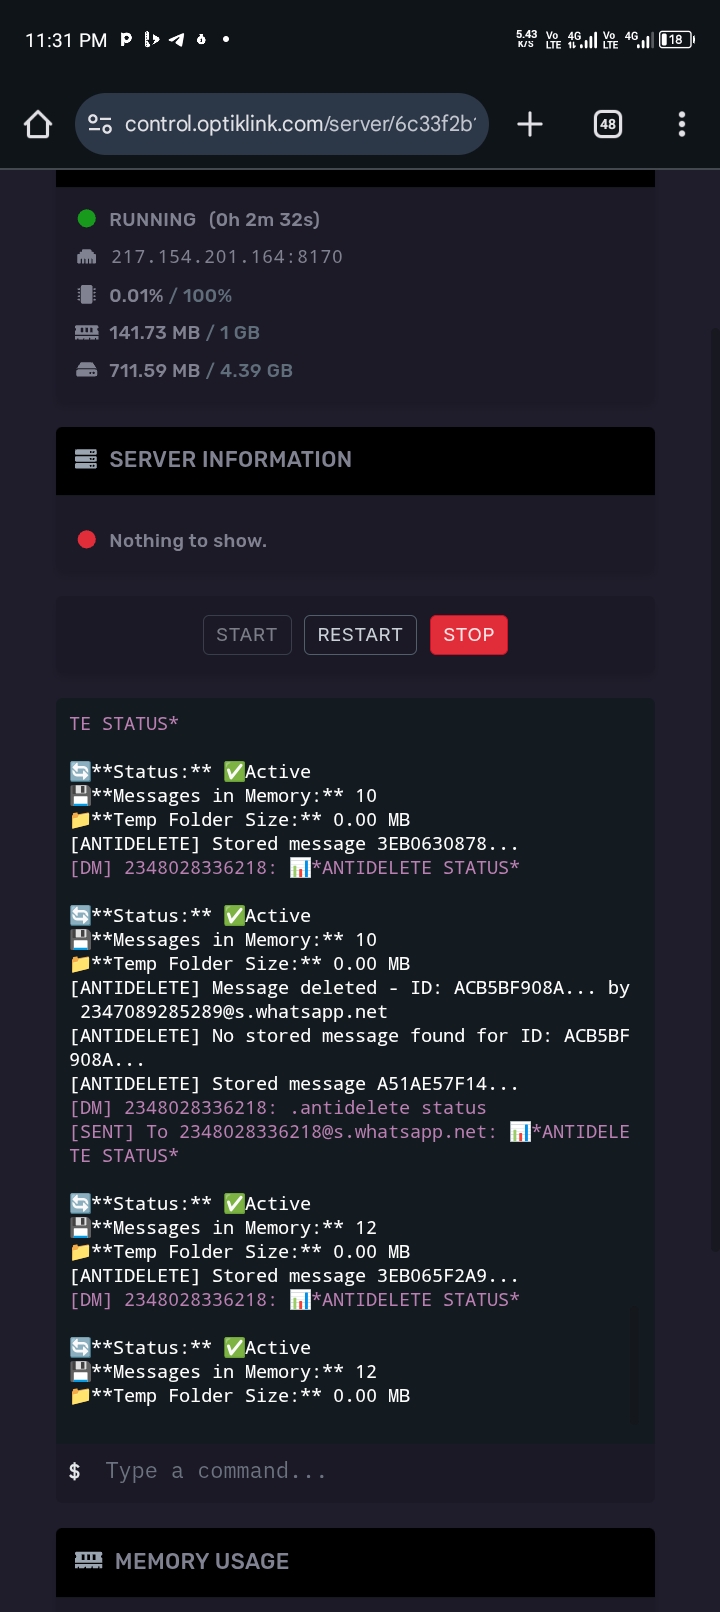 11:31 PM
5.43 K/S Vo LTE 4G Vo LTE 4G 18
control.optiklink.com/server/6c33f2b
48
RUNNING (0h 2m 32s)
217.154.201.164:8170
0.01% / 100%
141.73 MB / 1 GB
711.59 MB / 4.39 GB
SERVER INFORMATION
Nothing to show.
START RESTART STOP
TE STATUS*
🔄**Status:** ✅Active
💾**Messages in Memory:** 10
📁**Temp Folder Size:** 0.00 MB
[ANTIDELETE] Stored message 3EB0630878...
[DM] 2348028336218: 📊*ANTIDELETE STATUS*
🔄**Status:** ✅Active
💾**Messages in Memory:** 10
📁**Temp Folder Size:** 0.00 MB
[ANTIDELETE] Message deleted - ID: ACB5BF908A... by
2347089285289@s.whatsapp.net
[ANTIDELETE] No stored message found for ID: ACB5BF
908A...
[ANTIDELETE] Stored message A51AE57F14...
[DM] 2348028336218: .antidelete status
[SENT] To 2348028336218@s.whatsapp.net: 📊*ANTIDELE
TE STATUS*
🔄**Status:** ✅Active
💾**Messages in Memory:** 12
📁**Temp Folder Size:** 0.00 MB
[ANTIDELETE] Stored message 3EB065F2A9...
[DM] 2348028336218: 📊*ANTIDELETE STATUS*
🔄**Status:** ✅Active
💾**Messages in Memory:** 12
📁**Temp Folder Size:** 0.00 MB
$ Type a command...
MEMORY USAGE